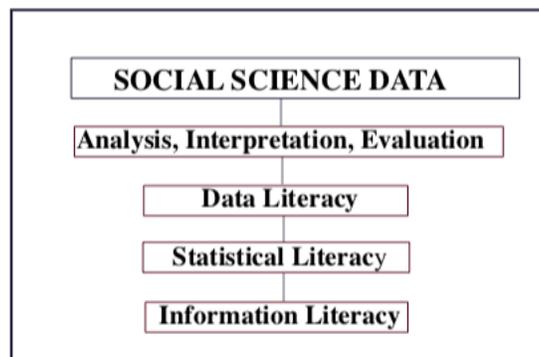 SOCIAL SCIENCE DATA
Analysis, Interpretation, Evaluation
Data Literacy
Statistical Literacy
Information Literacy